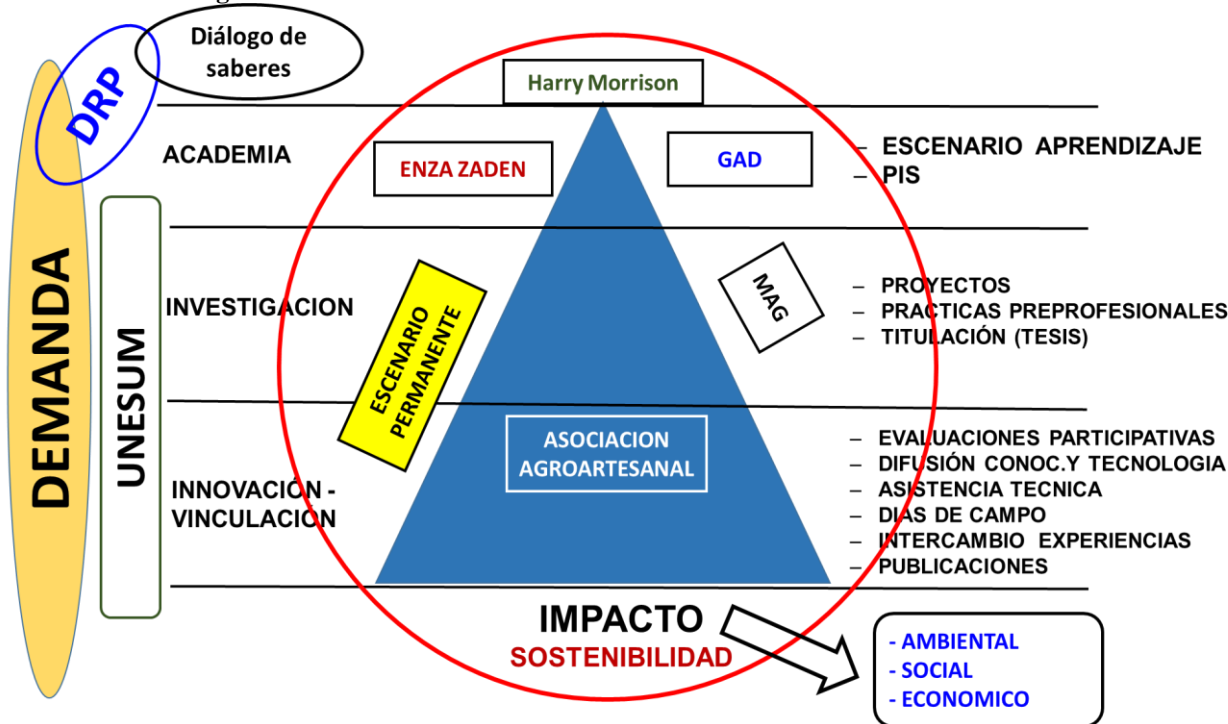 Diálogo de
saberes
DRP
DEMANDA
UNESUM
Harry Morrison
ACADEMIA
ENZA ZADEN
GAD
– ESCENARIO APRENDIZAJE
– PIS
INVESTIGACION
ESCENARIO
PERMANENTE
MAG
– PROYECTOS
– PRACTICAS PREPROFESIONALES
– TITULACIÓN (TESIS)
INNOVACIÓN -
VINCULACIÓN
ASOCIACION
AGROARTESANAL
– EVALUACIONES PARTICIPATIVAS
– DIFUSIÓN CONOC.Y TECNOLOGIA
– ASISTENCIA TECNICA
– DIAS DE CAMPO
– INTERCAMBIO EXPERIENCIAS
– PUBLICACIONES
IMPACTO
SOSTENIBILIDAD
- AMBIENTAL
- SOCIAL
- ECONOMICO